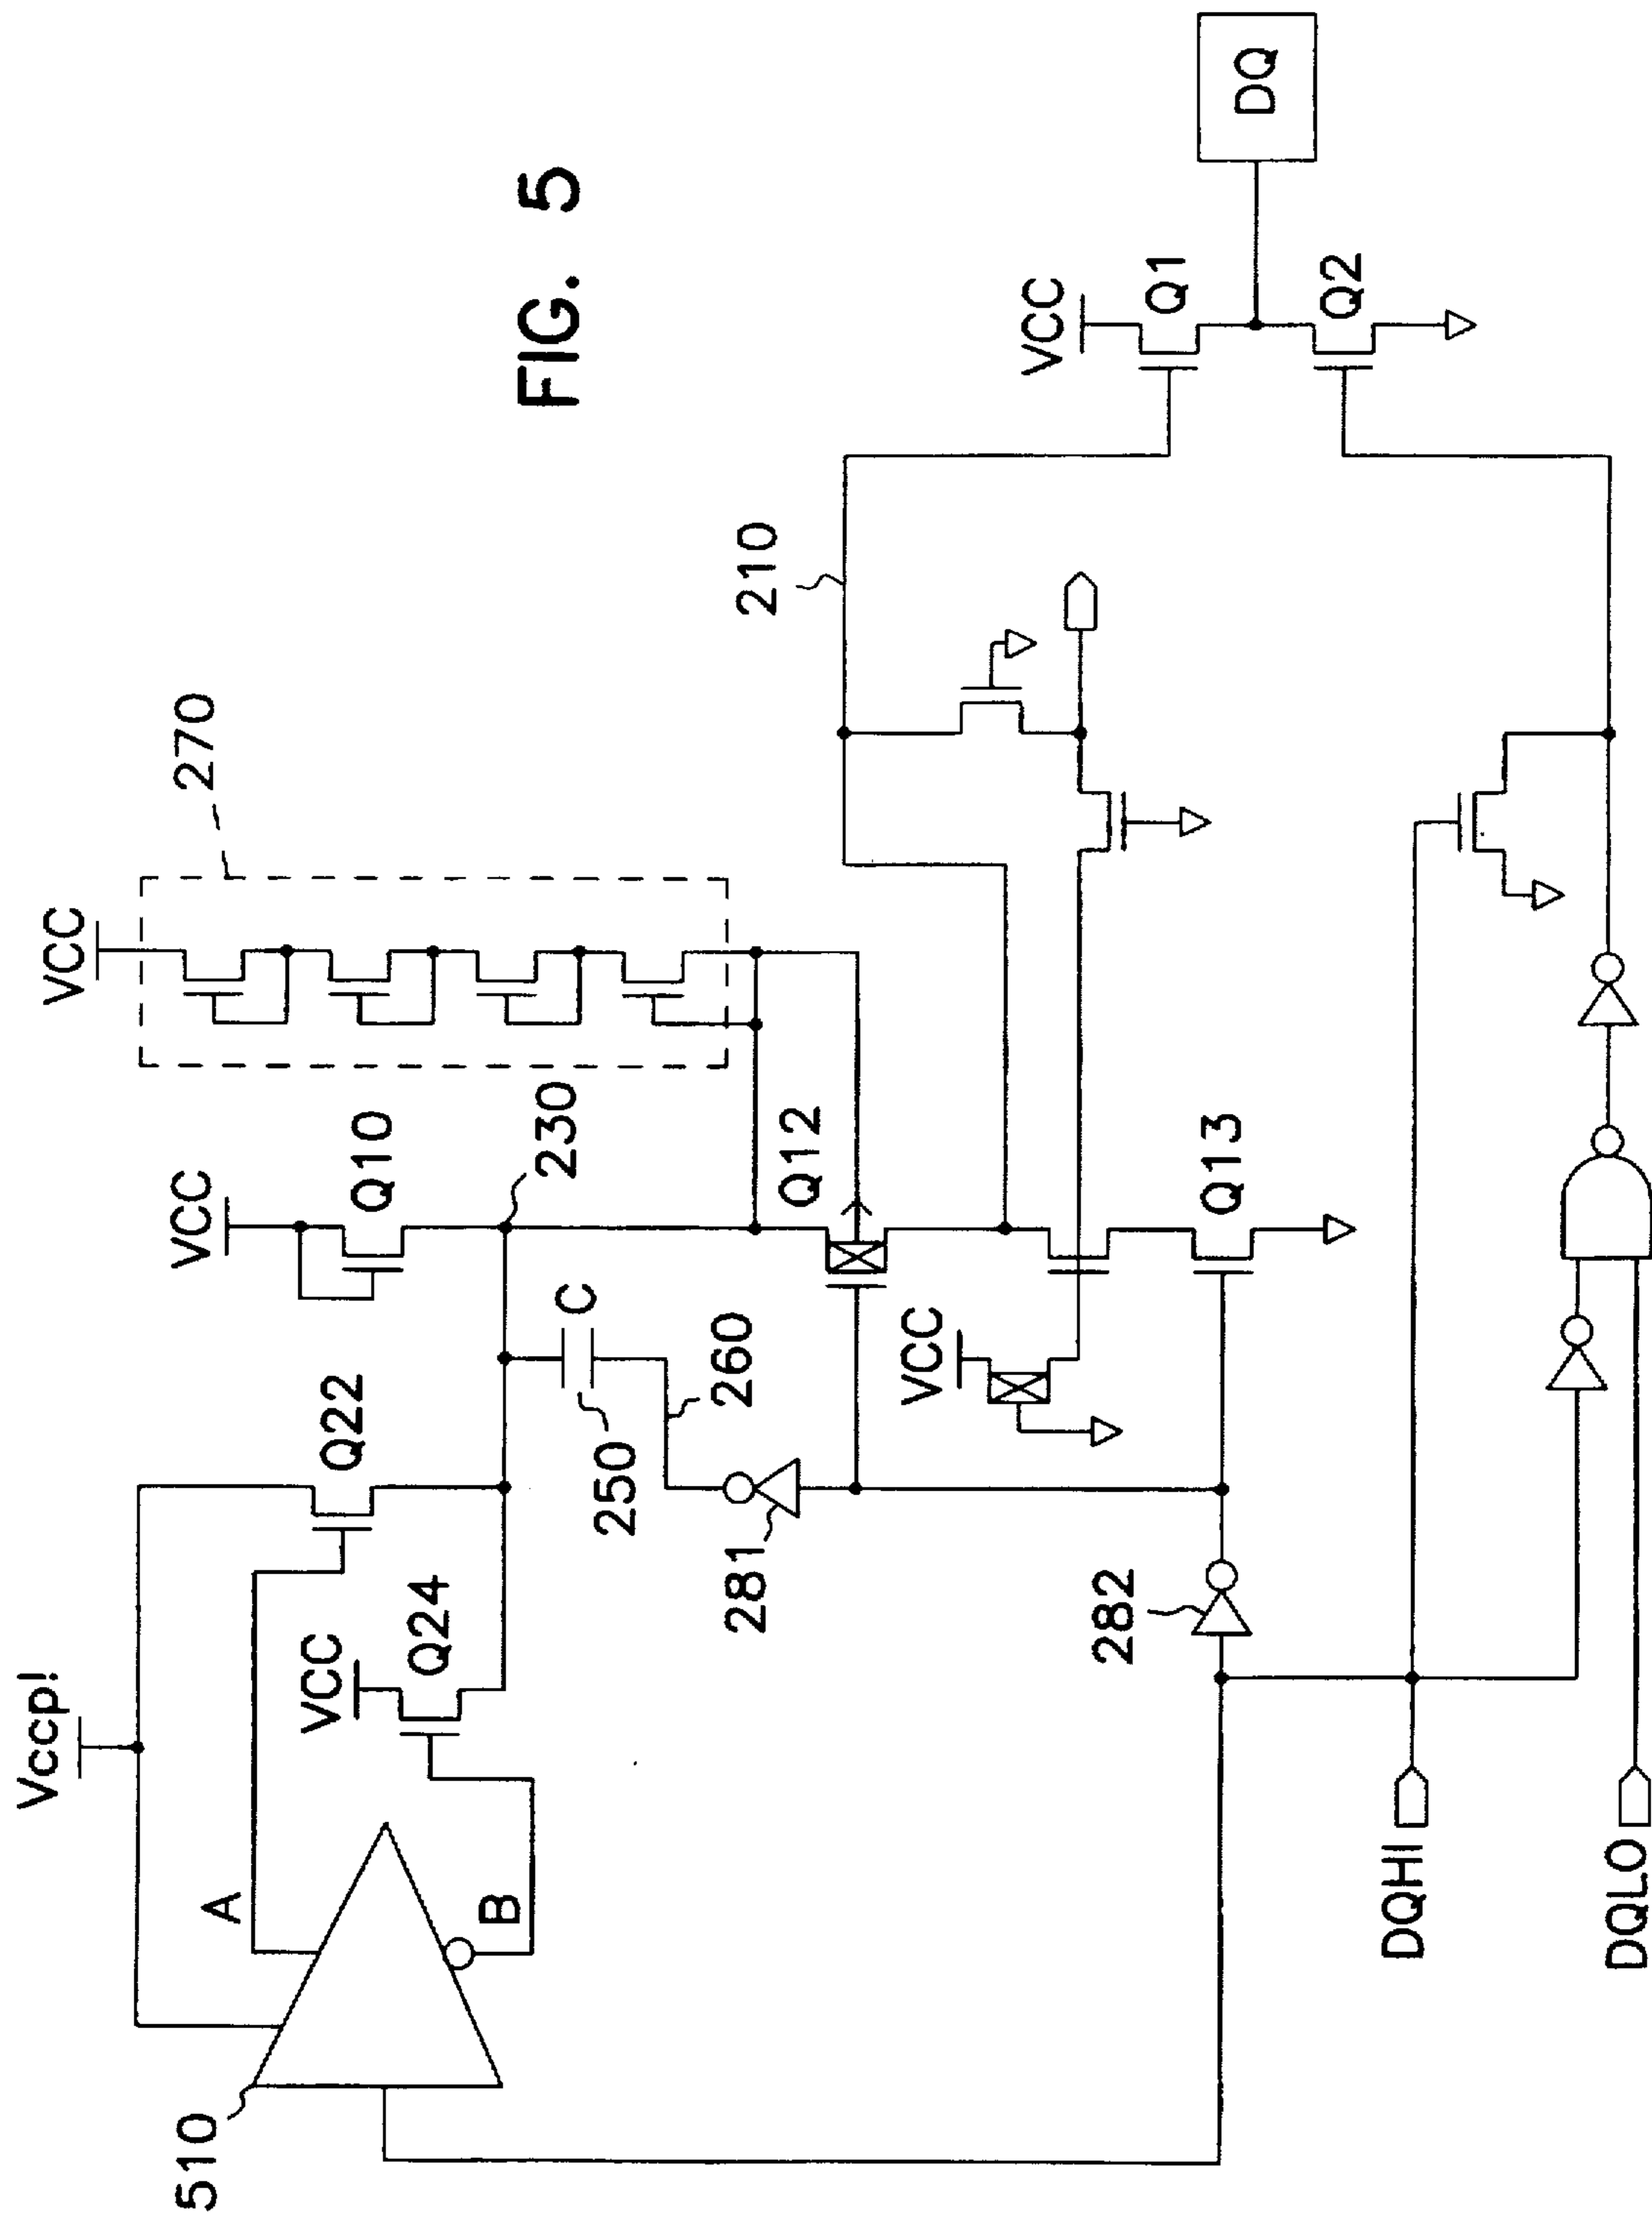 FIG. 5
Vccp!
VCC
VCC
270
A
Q22
Q10
510
VCC
Q24
230
B
C
250
260
210
281
Q12
VCC
VCC
Q1
DQ
Q2
282
Q13
DQHI
DQLO